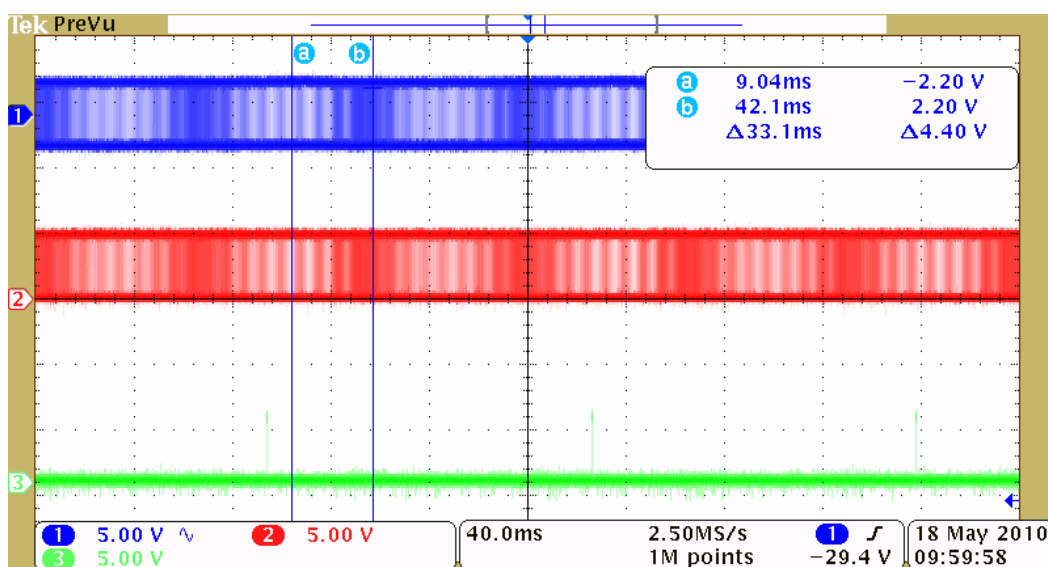 Tek PreVu
a b
a 9.04ms −2.20 V
b 42.1ms 2.20 V
Δ33.1ms Δ4.40 V
1
2
3
1 5.00 V ∿ 2 5.00 V
3 5.00 V
40.0ms 2.50MS/s 1 ƒ
1M points −29.4 V
18 May 2010
09:59:58